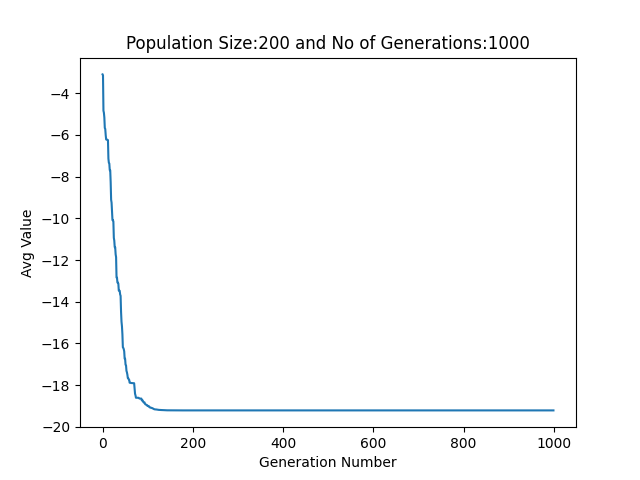 Population Size:200 and No of Generations:1000
−4
−6
−8
−10
−12
−14
−16
−18
−20
Avg Value
0 200 400 600 800 1000
Generation Number